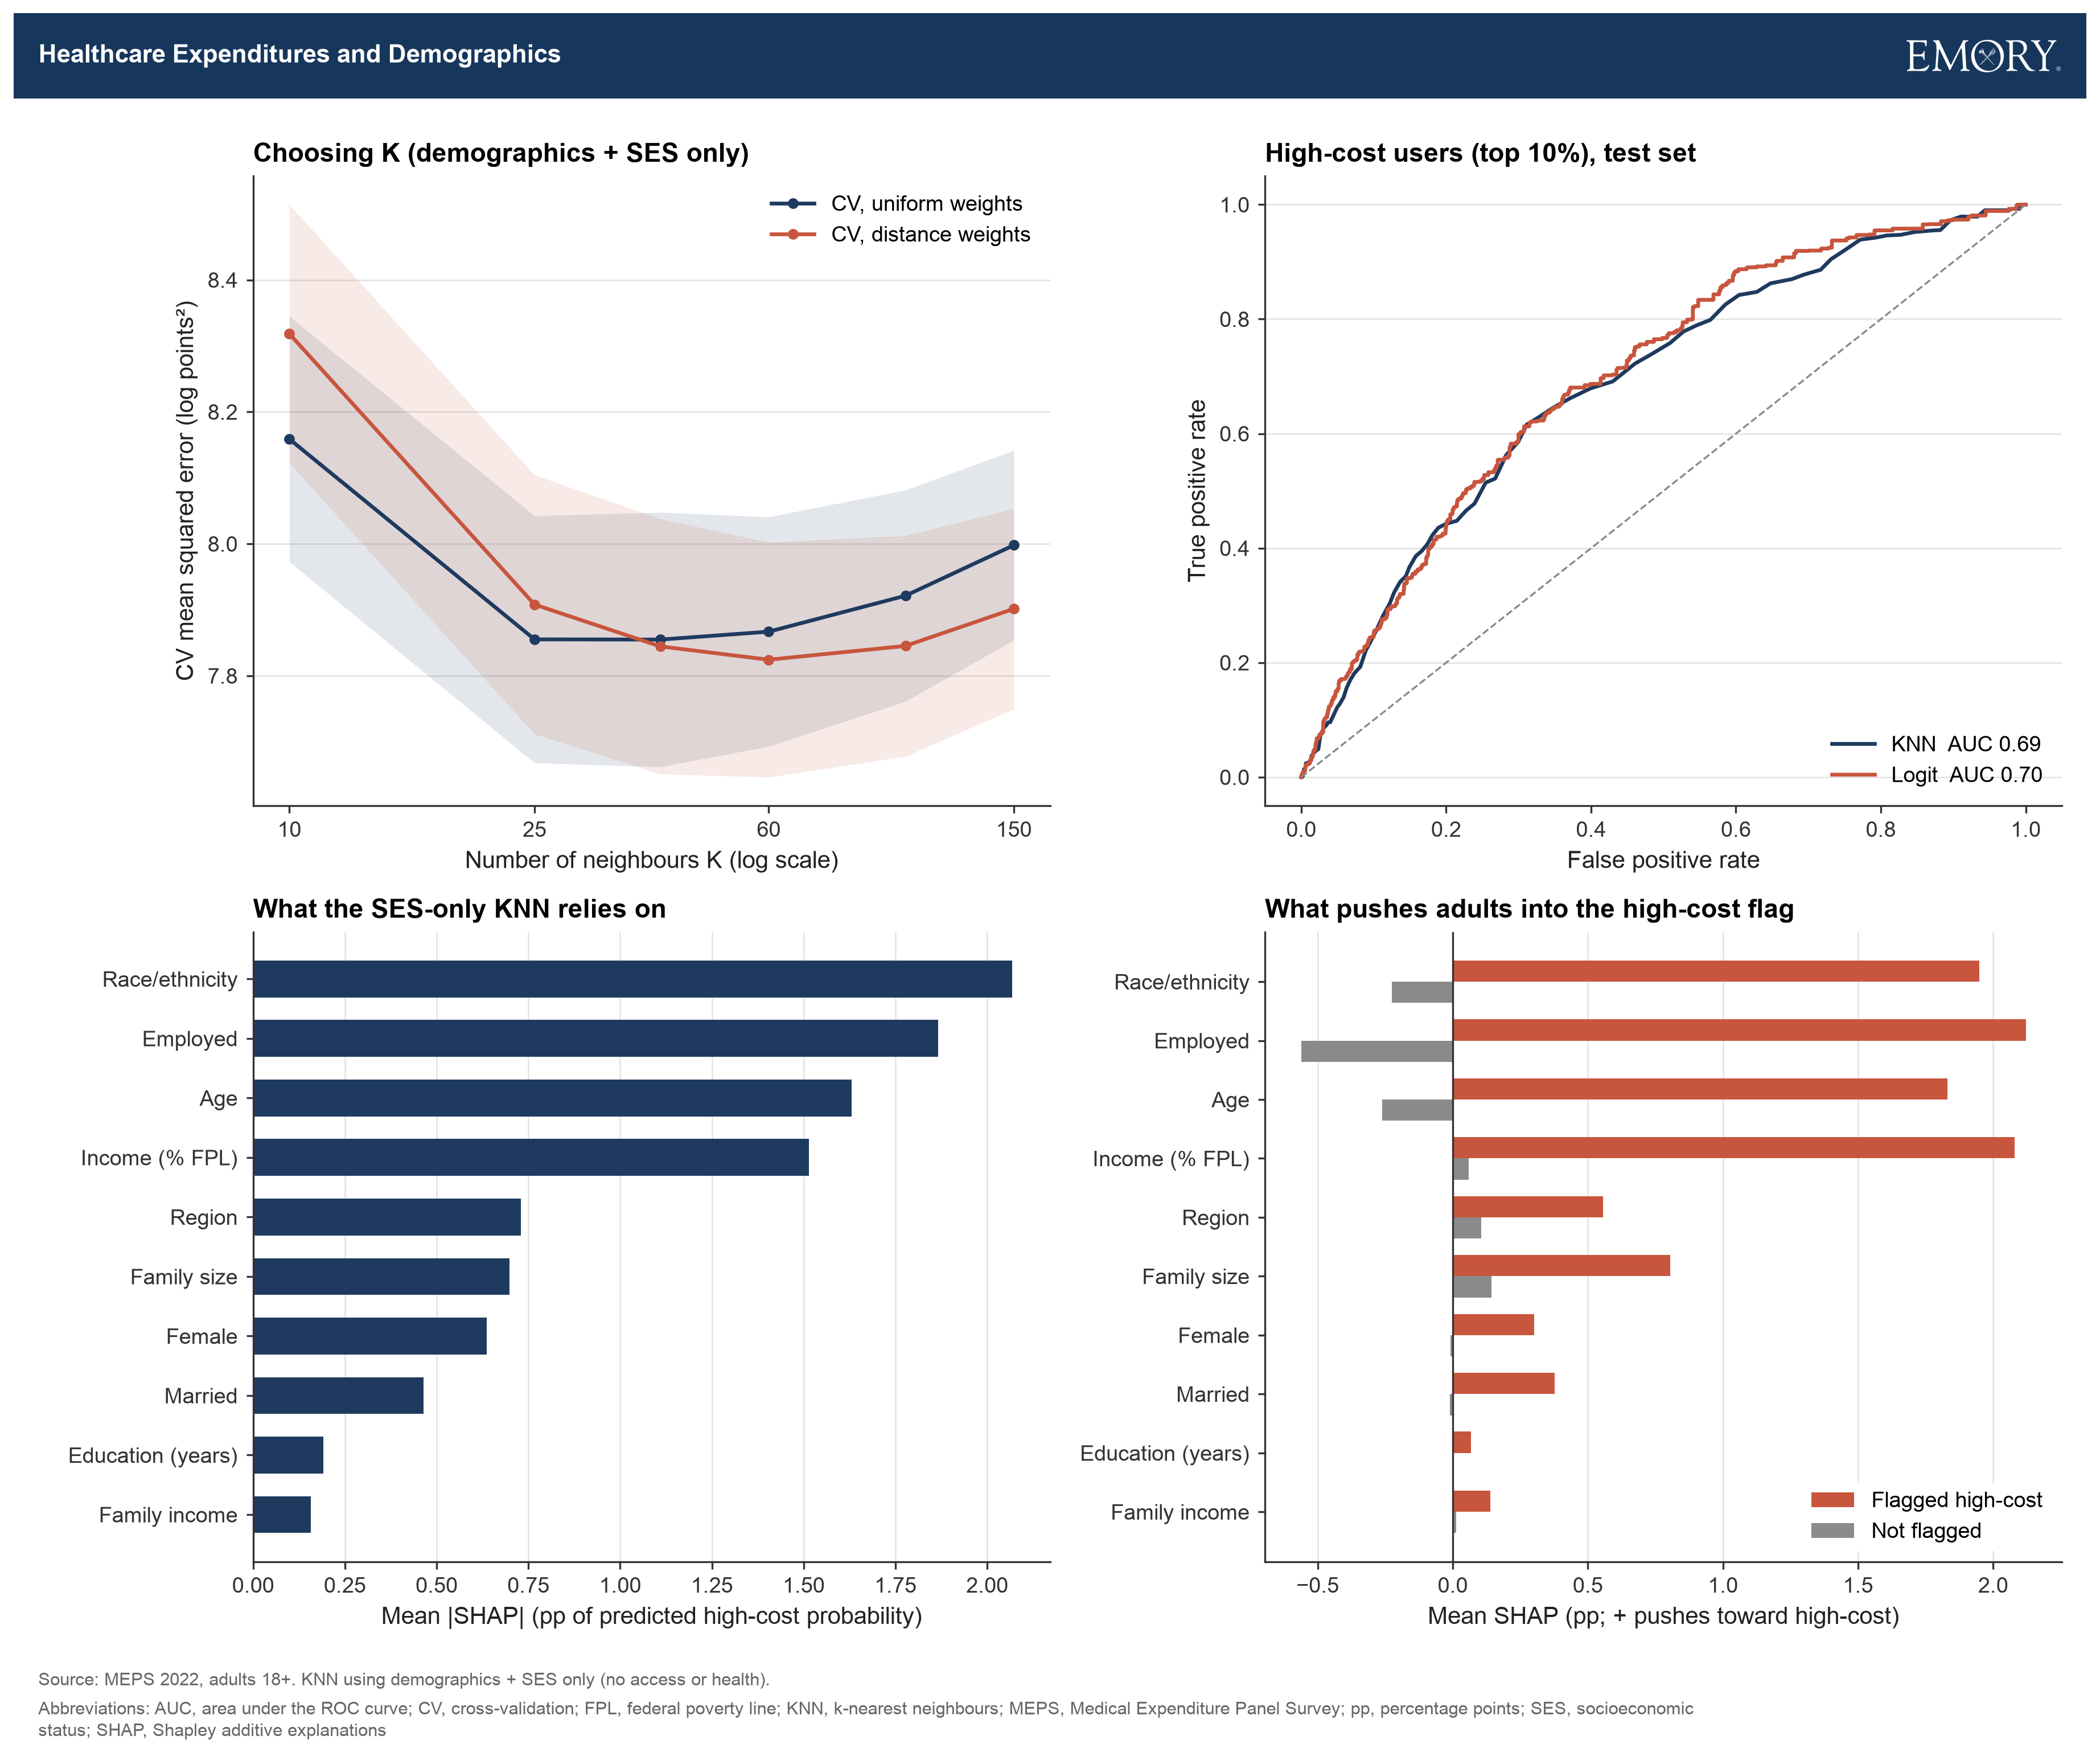 Healthcare Expenditures and Demographics
EMORY®
Choosing K (demographics + SES only)
CV, uniform weights
CV, distance weights
CV mean squared error (log points²)
8.4
8.2
8.0
7.8
10
25
60
150
Number of neighbours K (log scale)
High-cost users (top 10%), test set
True positive rate
1.0
0.8
0.6
0.4
0.2
0.0
KNN AUC 0.69
Logit AUC 0.70
0.0
0.2
0.4
0.6
0.8
1.0
False positive rate
What the SES-only KNN relies on
Race/ethnicity
Employed
Age
Income (% FPL)
Region
Family size
Female
Married
Education (years)
Family income
0.00
0.25
0.50
0.75
1.00
1.25
1.50
1.75
2.00
Mean |SHAP| (pp of predicted high-cost probability)
What pushes adults into the high-cost flag
Race/ethnicity
Employed
Age
Income (% FPL)
Region
Family size
Female
Married
Education (years)
Family income
Flagged high-cost
Not flagged
−0.5
0.0
0.5
1.0
1.5
2.0
Mean SHAP (pp; + pushes toward high-cost)
Source: MEPS 2022, adults 18+. KNN using demographics + SES only (no access or health).
Abbreviations: AUC, area under the ROC curve; CV, cross-validation; FPL, federal poverty line; KNN, k-nearest neighbours; MEPS, Medical Expenditure Panel Survey; pp, percentage points; SES, socioeconomic
status; SHAP, Shapley additive explanations